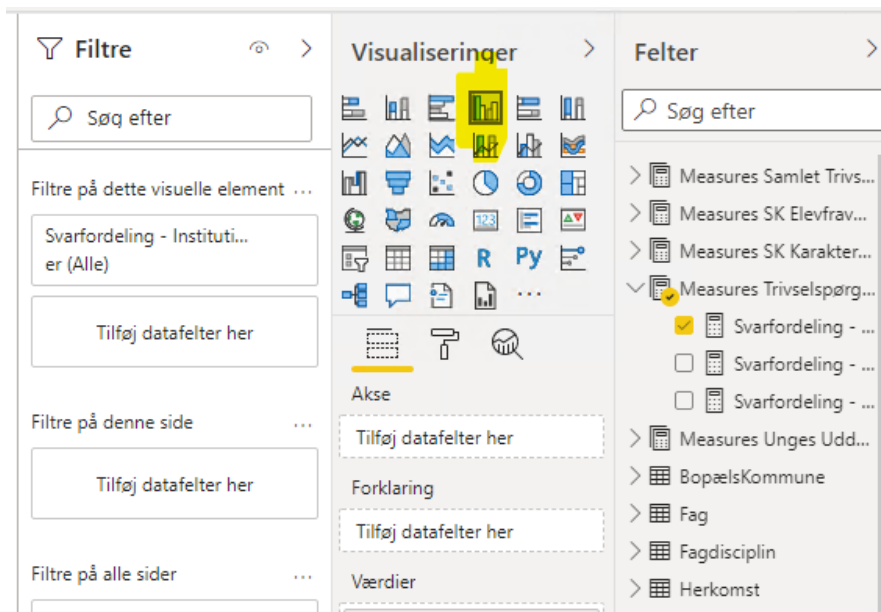 Filtre
Søg efter
Filtre på dette visuelle element ...
Svarfordeling - Instituti...
er (Alle)
Tilføj datafelter her
Filtre på denne side ...
Tilføj datafelter her
Filtre på alle sider ...
Visualiseringer
123
R Py
...
Akse
Tilføj datafelter her
Forklaring
Tilføj datafelter her
Værdier
Felter
Søg efter
Measures Samlet Trivs...
Measures SK Elevfrav...
Measures SK Karakter...
Measures Trivselspørg...
Svarfordeling - ...
Svarfordeling - ...
Svarfordeling - ...
Measures Unges Udd...
BopælsKommune
Fag
Fagdisciplin
Herkomst